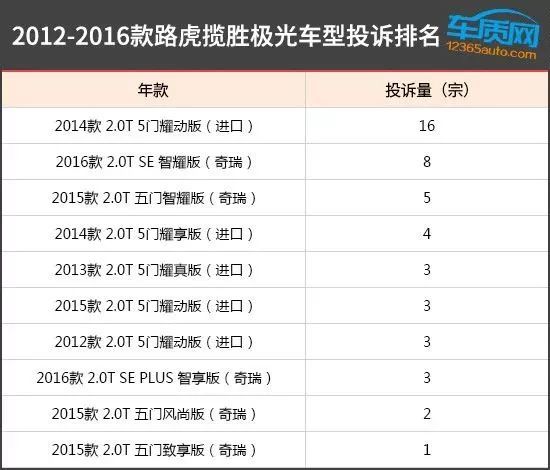 2012-2016款路虎揽胜极光车型投诉排名
车质网
12365auto.com
年款 投诉量（宗）
2014款 2.0T 5门耀动版（进口） 16
2016款 2.0T SE 智耀版（奇瑞） 8
2015款 2.0T 五门智耀版（奇瑞） 5
2014款 2.0T 5门耀享版（进口） 4
2013款 2.0T 5门耀真版（进口） 3
2015款 2.0T 5门耀动版（进口） 3
2012款 2.0T 5门耀动版（进口） 3
2016款 2.0T SE PLUS 智享版（奇瑞） 3
2015款 2.0T 五门风尚版（奇瑞） 2
2015款 2.0T 五门致享版（奇瑞） 1